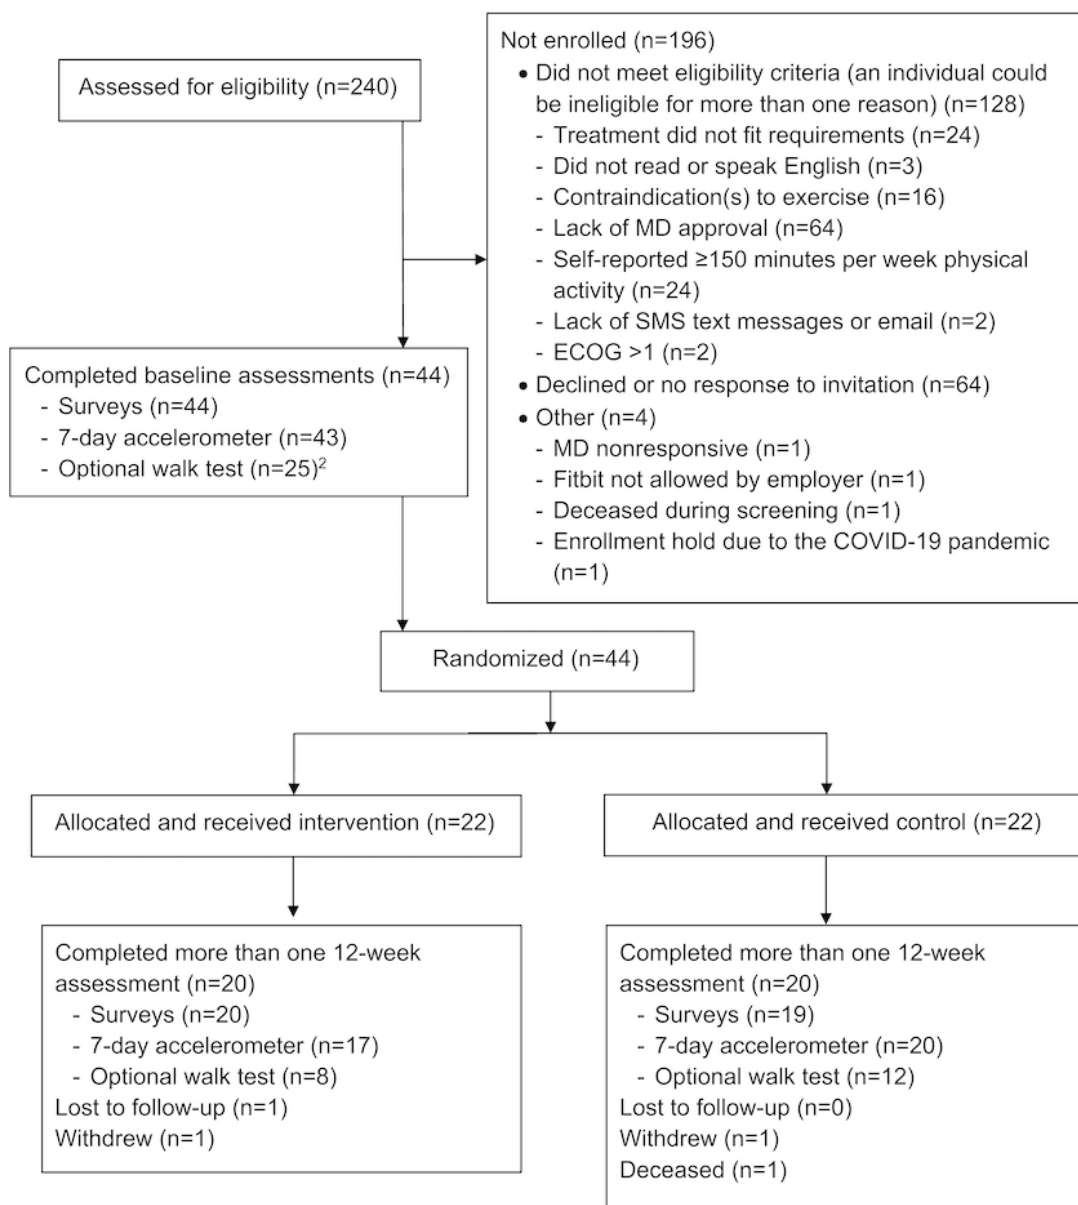 Assessed for eligibility (n=240)
Not enrolled (n=196)
• Did not meet eligibility criteria (an individual could
be ineligible for more than one reason) (n=128)
- Treatment did not fit requirements (n=24)
- Did not read or speak English (n=3)
- Contraindication(s) to exercise (n=16)
- Lack of MD approval (n=64)
- Self-reported ≥150 minutes per week physical
activity (n=24)
- Lack of SMS text messages or email (n=2)
- ECOG >1 (n=2)
• Declined or no response to invitation (n=64)
• Other (n=4)
- MD nonresponsive (n=1)
- Fitbit not allowed by employer (n=1)
- Deceased during screening (n=1)
- Enrollment hold due to the COVID-19 pandemic
(n=1)
Completed baseline assessments (n=44)
- Surveys (n=44)
- 7-day accelerometer (n=43)
- Optional walk test (n=25)²
Randomized (n=44)
Allocated and received intervention (n=22)
Allocated and received control (n=22)
Completed more than one 12-week
assessment (n=20)
- Surveys (n=20)
- 7-day accelerometer (n=17)
- Optional walk test (n=8)
Lost to follow-up (n=1)
Withdrew (n=1)
Completed more than one 12-week
assessment (n=20)
- Surveys (n=19)
- 7-day accelerometer (n=20)
- Optional walk test (n=12)
Lost to follow-up (n=0)
Withdrew (n=1)
Deceased (n=1)